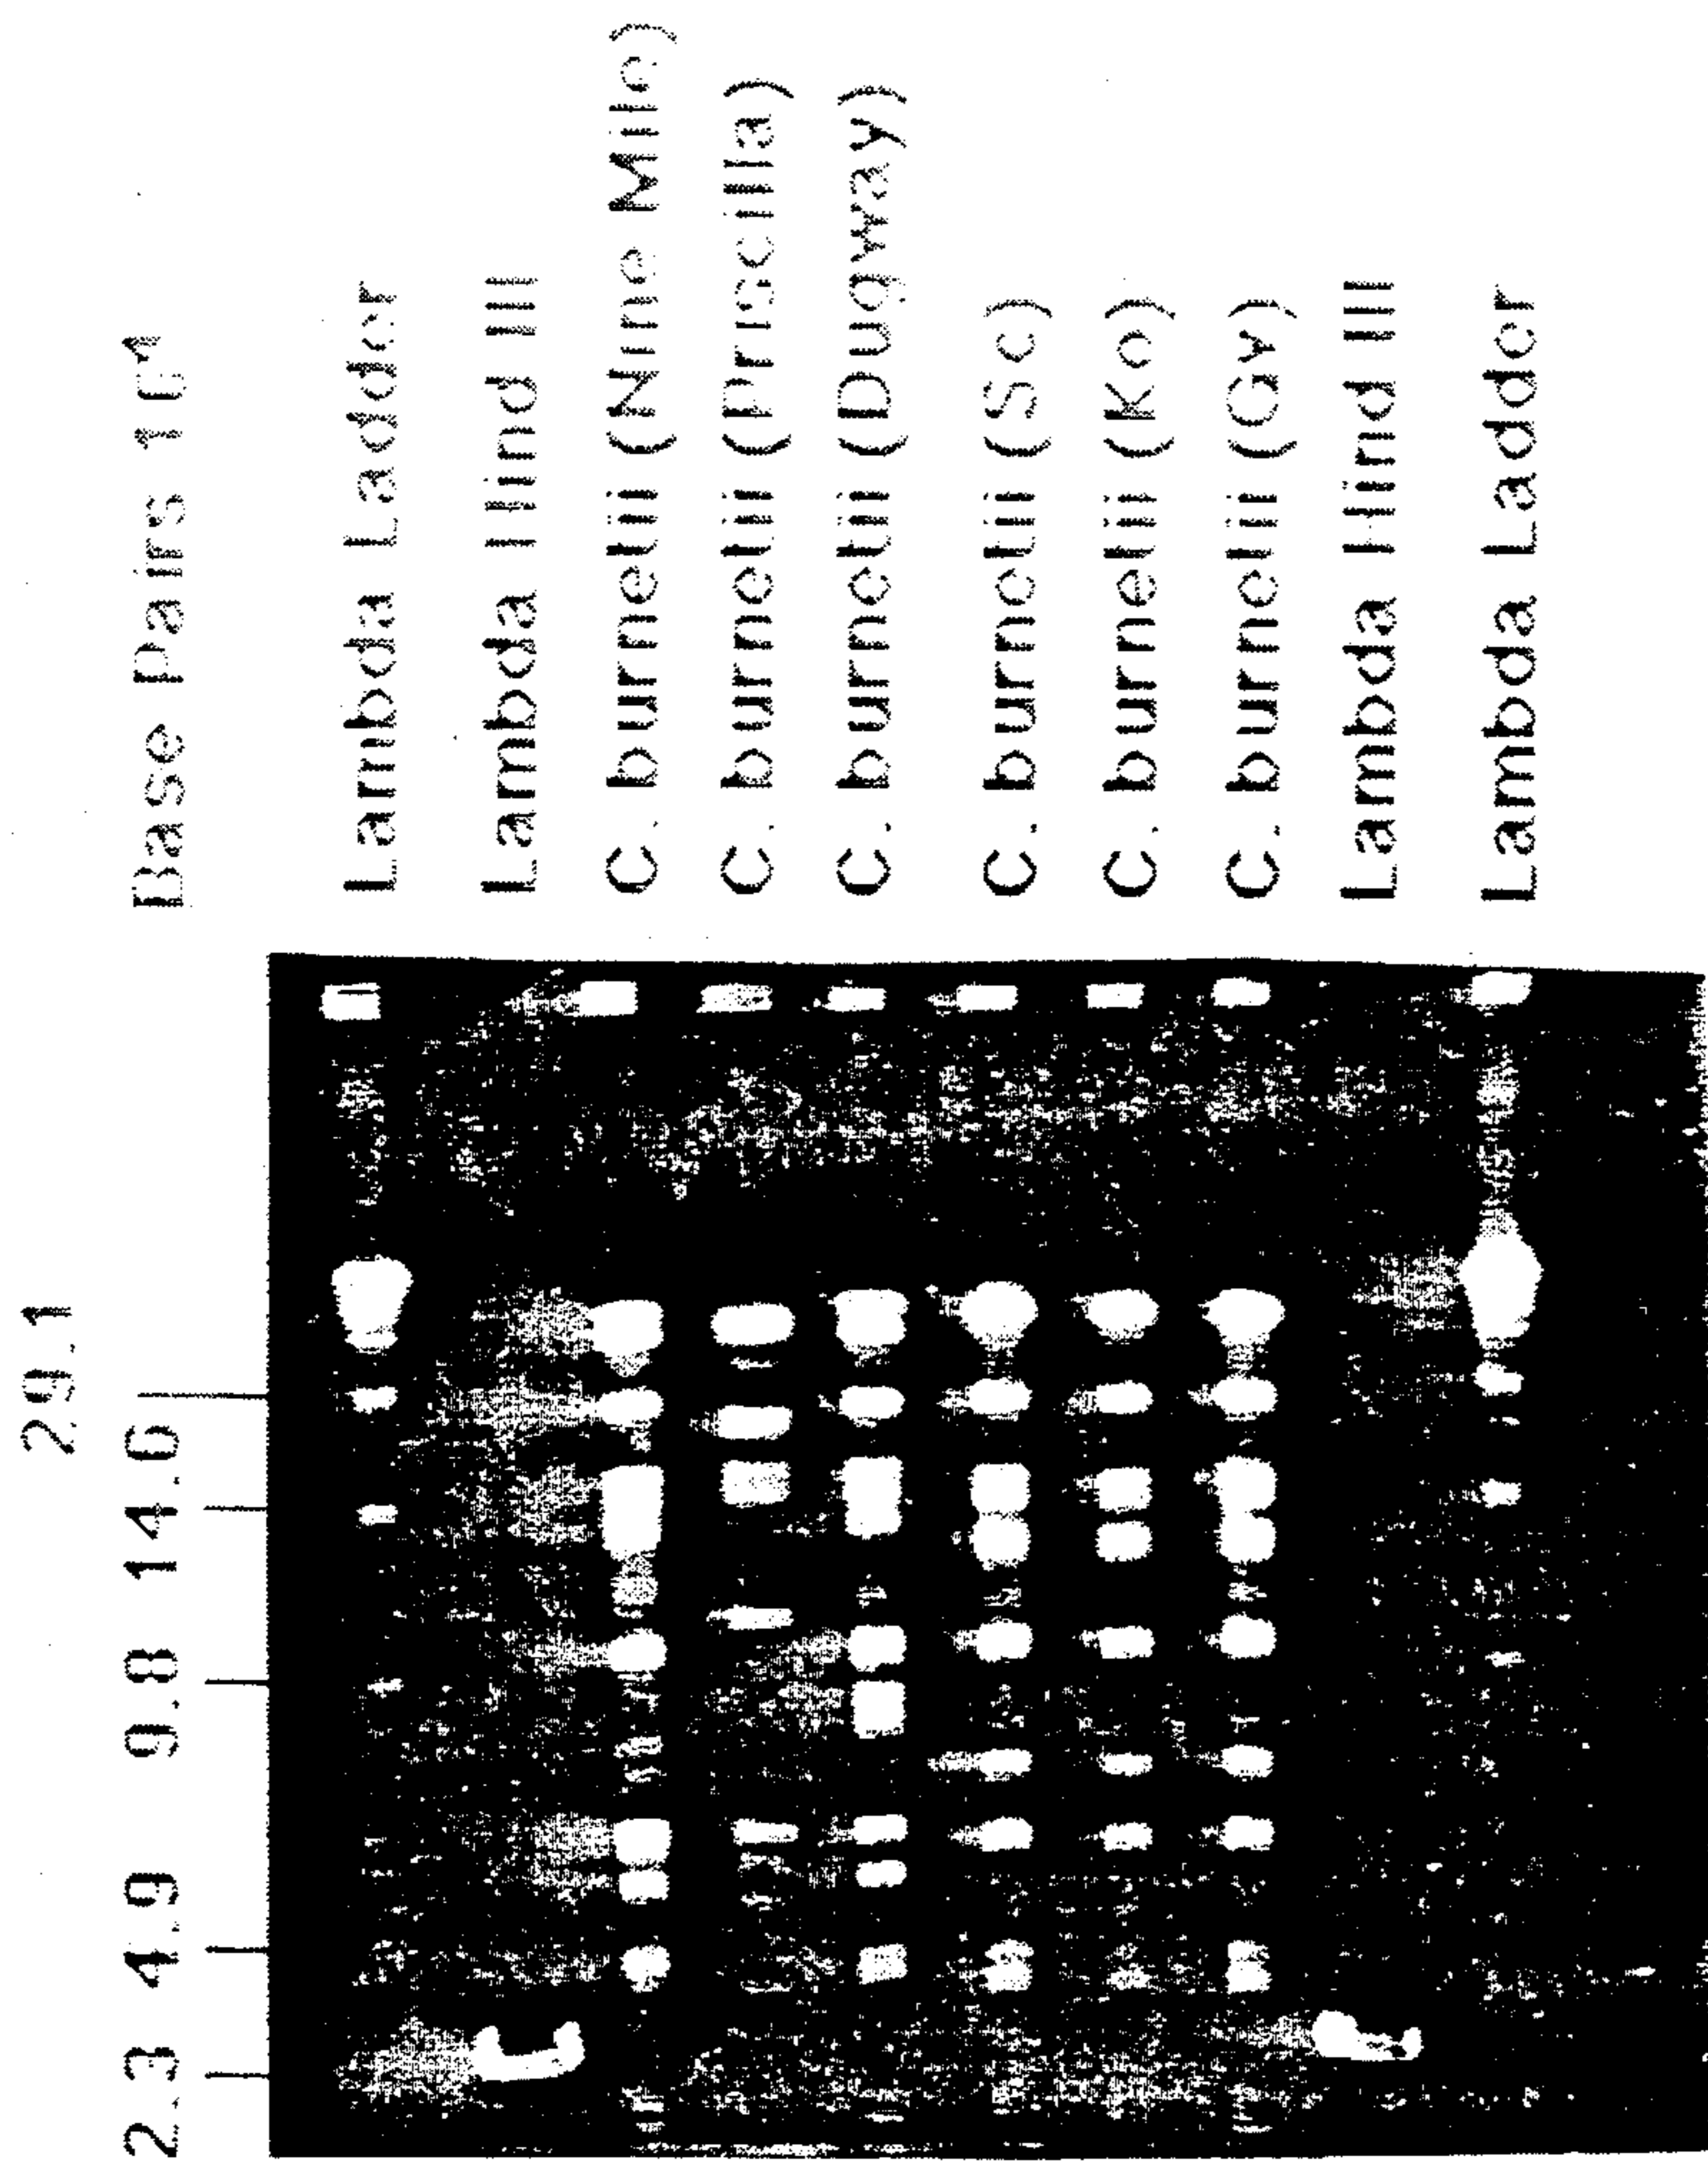 Base Pairs 10⁴
Lambda Ladder
Lambda Hind III
C. burnetii (Nine Mile)
C. burnetii (Priscilla)
C. burnetii (Dugway)
C. burnetii (Sc)
C. burnetii (Ko)
C. burnetii (Gy)
Lambda Hind III
Lambda Ladder
29.1
14.6
9.8
4.9
2.3